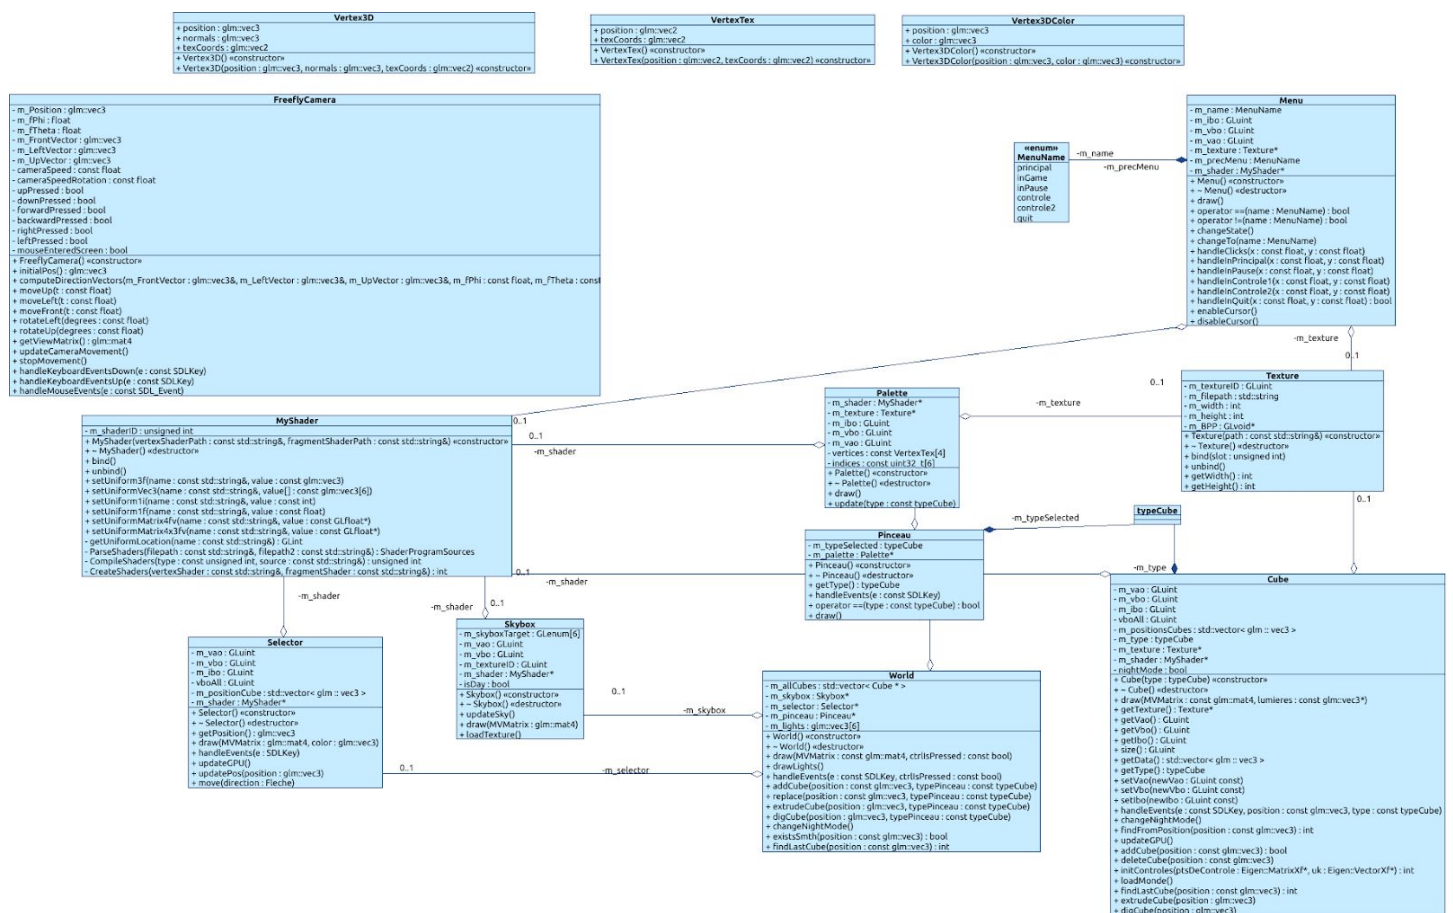 Vertex3D
+ position : glm::vec3
+ normals : glm::vec3
+ texCoords : glm::vec2
+ Vertex3D() «constructor»
+ Vertex3D(position : glm::vec3, normals : glm::vec3, texCoords : glm::vec2) «constructor»
VertexTex
+ position : glm::vec2
+ texCoords : glm::vec2
+ VertexTex() «constructor»
+ VertexTex(position : glm::vec2, texCoords : glm::vec2) «constructor»
Vertex3DColor
+ position : glm::vec3
+ color : glm::vec3
+ Vertex3DColor() «constructor»
+ Vertex3DColor(position : glm::vec3, color : glm::vec3) «constructor»
FreeflyCamera
- m_Position : glm::vec3
- m_fPhi : float
- m_fTheta : float
- m_FrontVector : glm::vec3
- m_LeftVector : glm::vec3
- m_UpVector : glm::vec3
- cameraSpeed : const float
- cameraSpeedRotation : const float
- upPressed : bool
- downPressed : bool
- forwardPressed : bool
- backwardPressed : bool
- rightPressed : bool
- leftPressed : bool
- mouseEnteredScreen : bool
+ FreeflyCamera() «constructor»
+ initialPos() : glm::vec3
+ computeDirectionVectors(m_FrontVector : glm::vec3&, m_LeftVector : glm::vec3&, m_UpVector : glm::vec3&, m_fPhi : const float, m_fTheta : const
+ moveUp(t : const float)
+ moveLeft(t : const float)
+ moveFront(t : const float)
+ rotateLeft(degrees : const float)
+ rotateUp(degrees : const float)
+ getViewMatrix() : glm::mat4
+ updateCameraMovement()
+ stopMovement()
+ handleKeyboardEventsDown(e : const SDLKey)
+ handleKeyboardEventsUp(e : const SDLKey)
+ handleMouseEvents(e : const SDL_Event)
«enum»
MenuName
principal
inGame
inPause
controle
controle2
quit
-m_name
-m_precMenu
Menu
- m_name : MenuName
- m_ibo : GLuint
- m_vbo : GLuint
- m_vao : GLuint
- m_texture : Texture*
- m_precMenu : MenuName
- m_shader : MyShader*
+ Menu() «constructor»
+ ~ Menu() «destructor»
+ draw()
+ operator ==(name : MenuName) : bool
+ operator !=(name : MenuName) : bool
+ changeState()
+ changeTo(name : MenuName)
+ handleClicks(x : const float, y : const float)
+ handleInPrincipal(x : const float, y : const float)
+ handleInPause(x : const float, y : const float)
+ handleInControle1(x : const float, y : const float)
+ handleInControle2(x : const float, y : const float)
+ handleInQuit(x : const float, y : const float) : bool
+ enableCursor()
+ disableCursor()
-m_texture
0..1
MyShader
- m_shaderID : unsigned int
+ MyShader(vertexShaderPath : const std::string&, fragmentShaderPath : const std::string&) «constructor»
+ ~ MyShader() «destructor»
+ bind()
+ unbind()
+ setUniform3f(name : const std::string&, value : const glm::vec3)
+ setUniformVec3(name : const std::string&, value[] : const glm::vec3[6])
+ setUniform1i(name : const std::string&, value : const int)
+ setUniform1f(name : const std::string&, value : const float)
+ setUniformMatrix4fv(name : const std::string&, value : const GLfloat*)
+ setUniformMatrix4x3fv(name : const std::string&, value : const GLfloat*)
- getUniformLocation(name : const std::string&) : GLint
- ParseShaders(filepath : const std::string&, filepath2 : const std::string&) : ShaderProgramSources
- CompileShaders(type : const unsigned int, source : const std::string&) : unsigned int
- CreateShaders(vertexShader : const std::string&, fragmentShader : const std::string&) : int
0..1
0..1
-m_shader
Palette
- m_shader : MyShader*
- m_texture : Texture*
- m_ibo : GLuint
- m_vbo : GLuint
- m_vao : GLuint
- vertices : const VertexTex[4]
- indices : const uint32_t[6]
+ Palette() «constructor»
+ ~ Palette() «destructor»
+ draw()
+ update(type : const typeCube)
0..1
-m_texture
Texture
- m_textureID : GLuint
- m_filepath : std::string
- m_width : int
- m_height : int
- m_BPP : GLvoid*
+ Texture(path : const std::string&) «constructor»
+ ~ Texture() «destructor»
+ bind(slot : unsigned int)
+ unbind()
+ getWidth() : int
+ getHeight() : int
0..1
-m_typeSelected
typeCube
Pinceau
- m_typeSelected : typeCube
- m_palette : Palette*
+ Pinceau() «constructor»
+ ~ Pinceau() «destructor»
+ getType() : typeCube
+ handleEvents(e : const SDLKey)
+ operator ==(type : const typeCube) : bool
+ draw()
-m_type
0..1
-m_shader
-m_shader
-m_shader
0..1
Selector
- m_vao : GLuint
- m_vbo : GLuint
- m_ibo : GLuint
- vboAll : GLuint
- m_positionCube : std::vector< glm :: vec3 >
- m_shader : MyShader*
+ Selector() «constructor»
+ ~ Selector() «destructor»
+ getPosition() : glm::vec3
+ draw(MVMatrix : glm::mat4, color : glm::vec3)
+ handleEvents(e : SDLKey)
+ updateGPU()
+ updatePos(position : glm::vec3)
+ move(direction : Fleche)
Skybox
- m_skyboxTarget : GLenum[6]
- m_vao : GLuint
- m_vbo : GLuint
- m_textureID : GLuint
- m_shader : MyShader*
- isDay : bool
+ Skybox() «constructor»
+ ~ Skybox() «destructor»
+ updateSky()
+ draw(MVMatrix : glm::mat4)
+ loadTexture()
0..1
-m_skybox
0..1
-m_selector
World
- m_allCubes : std::vector< Cube * >
- m_skybox : Skybox*
- m_selector : Selector*
- m_pinceau : Pinceau*
- m_lights : glm::vec3[6]
+ World() «constructor»
+ ~ World() «destructor»
+ draw(MVMatrix : const glm::mat4, ctrlIsPressed : const bool)
+ drawLights()
+ handleEvents(e : const SDLKey, ctrlIsPressed : const bool)
+ addCube(position : const glm::vec3, typePinceau : const typeCube)
+ replace(position : const glm::vec3, typePinceau : const typeCube)
+ extrudeCube(position : glm::vec3, typePinceau : const typeCube)
+ digCube(position : glm::vec3, typePinceau : const typeCube)
+ changeNightMode()
+ existsSmth(position : const glm::vec3) : bool
+ findLastCube(position : const glm::vec3) : int
Cube
- m_vao : GLuint
- m_vbo : GLuint
- m_ibo : GLuint
- vboAll : GLuint
- m_positionsCubes : std::vector< glm :: vec3 >
- m_type : typeCube
- m_texture : Texture*
- m_shader : MyShader*
- nightMode : bool
+ Cube(type : typeCube) «constructor»
+ ~ Cube() «destructor»
+ draw(MVMatrix : const glm::mat4, lumieres : const glm::vec3*)
+ getTexture() : Texture*
+ getVao() : GLuint
+ getVbo() : GLuint
+ getIbo() : GLuint
+ size() : GLuint
+ getData() : std::vector< glm :: vec3 >
+ getType() : typeCube
+ setVao(newVao : GLuint const)
+ setVbo(newVbo : GLuint const)
+ setIbo(newIbo : GLuint const)
+ handleEvents(e : const SDLKey, position : const glm::vec3, type : const typeCube)
+ changeNightMode()
+ findFromPosition(position : const glm::vec3) : int
+ updateGPU()
+ addCube(position : const glm::vec3) : bool
+ deleteCube(position : const glm::vec3)
+ initControles(ptsDeControle : Eigen::MatrixXf*, uk : Eigen::VectorXf*) : int
+ loadMonde()
+ findLastCube(position : const glm::vec3) : int
+ extrudeCube(position : const glm::vec3)
+ digCube(position : const glm::vec3)